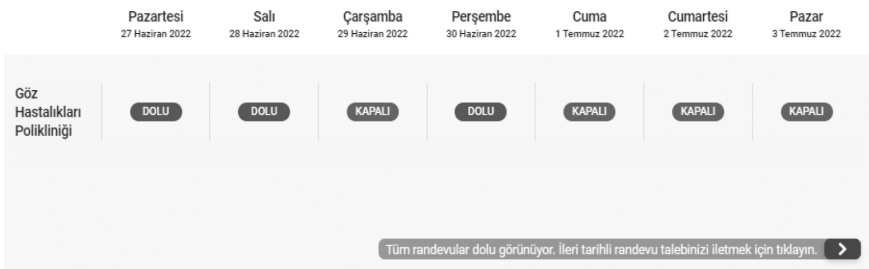 Pazartesi Salı Çarşamba Perşembe Cuma Cumartesi Pazar
27 Haziran 2022 28 Haziran 2022 29 Haziran 2022 30 Haziran 2022 1 Temmuz 2022 2 Temmuz 2022 3 Temmuz 2022
Göz
Hastalıkları
Polikliniği
DOLU DOLU KAPALI DOLU KAPALI KAPALI KAPALI
Tüm randevular dolu görünüyor. İleri tarihli randevu talebinizi iletmek için tıklayın.